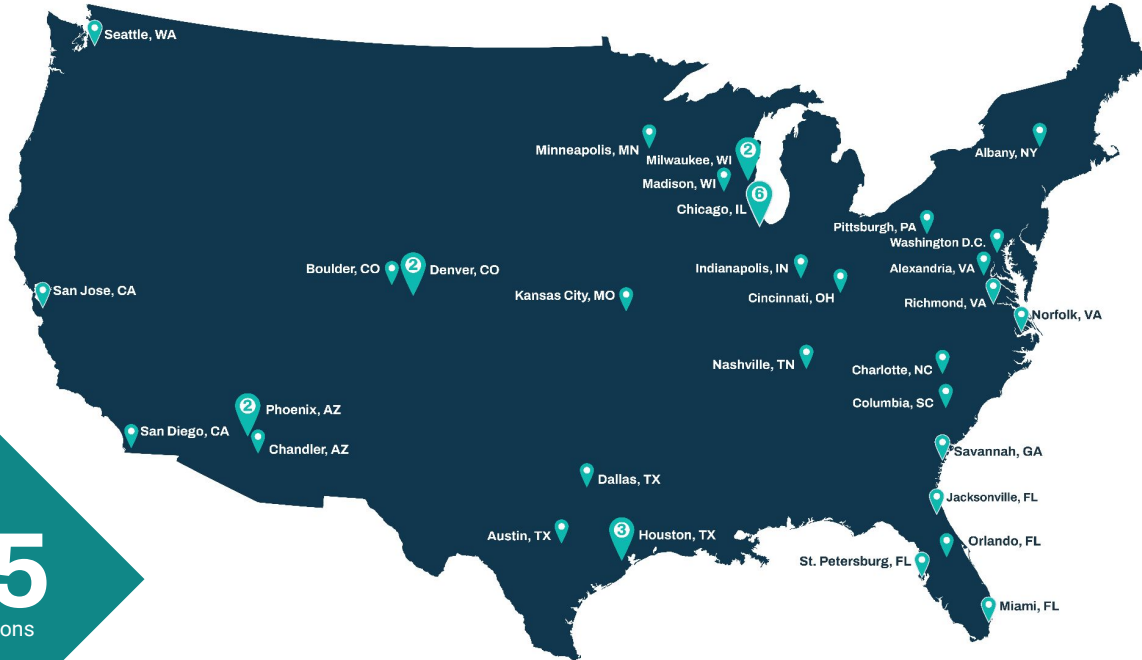 Seattle, WA
Minneapolis, MN
Albany, NY
2
Milwaukee, WI
Madison, WI
6
Chicago, IL
Pittsburgh, PA
Washington D.C.
Boulder, CO
2
Denver, CO
Indianapolis, IN
Alexandria, VA
San Jose, CA
Kansas City, MO
Cincinnati, OH
Richmond, VA
Norfolk, VA
Nashville, TN
Charlotte, NC
2
Phoenix, AZ
Columbia, SC
San Diego, CA
Chandler, AZ
Savannah, GA
Dallas, TX
Jacksonville, FL
Austin, TX
3
Houston, TX
Orlando, FL
St. Petersburg, FL
Miami, FL
5
ons